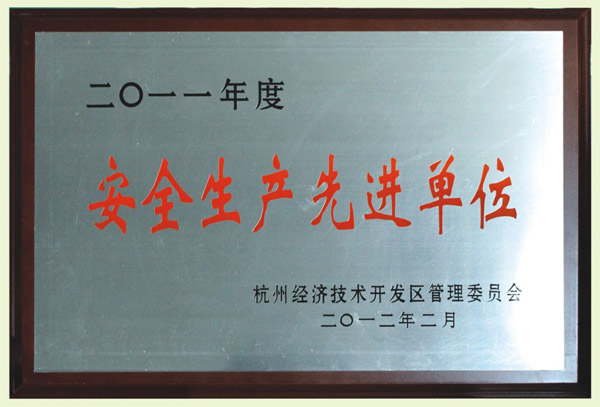 二〇一一年度
安全生产先进单位
杭州经济技术开发区管理委员会
二〇一二年二月